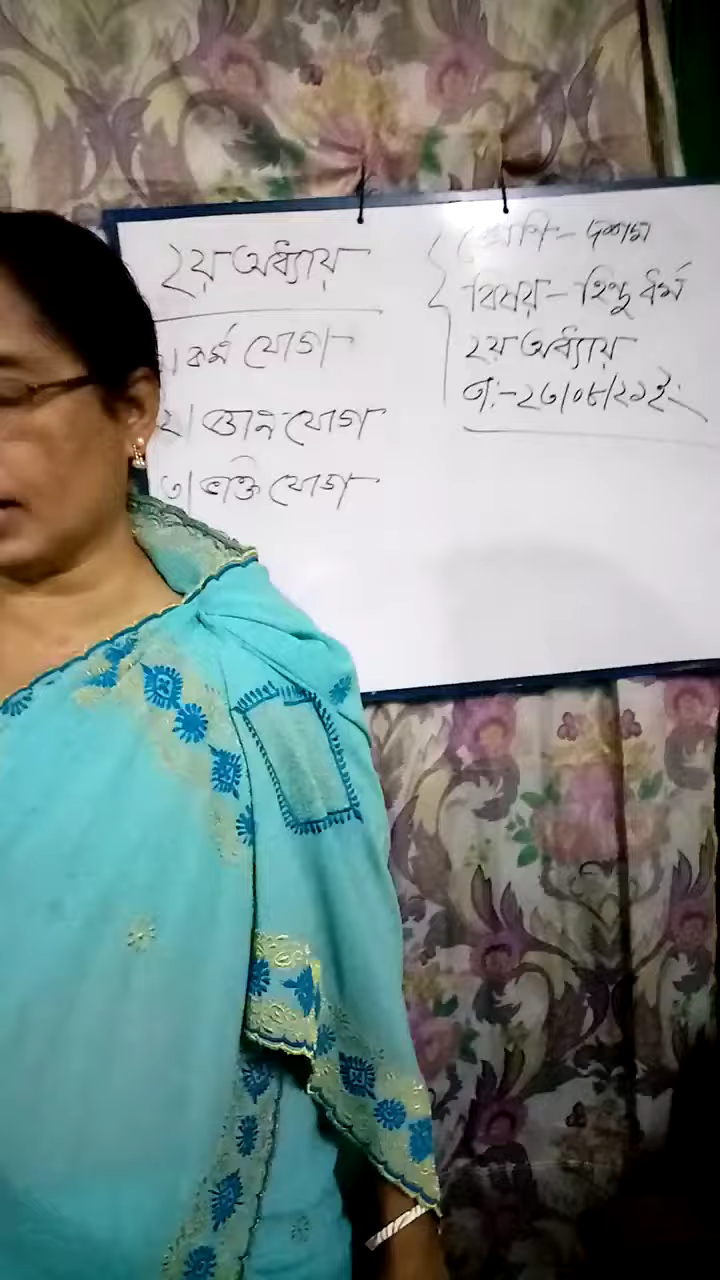 ২য় অধ্যায়
১। কর্ম যোগ
২। জ্ঞান যোগ
৩। ভক্তি যোগ
শ্রেণি - দশম
বিষয় - হিন্দু ধর্ম
২য় অধ্যায়